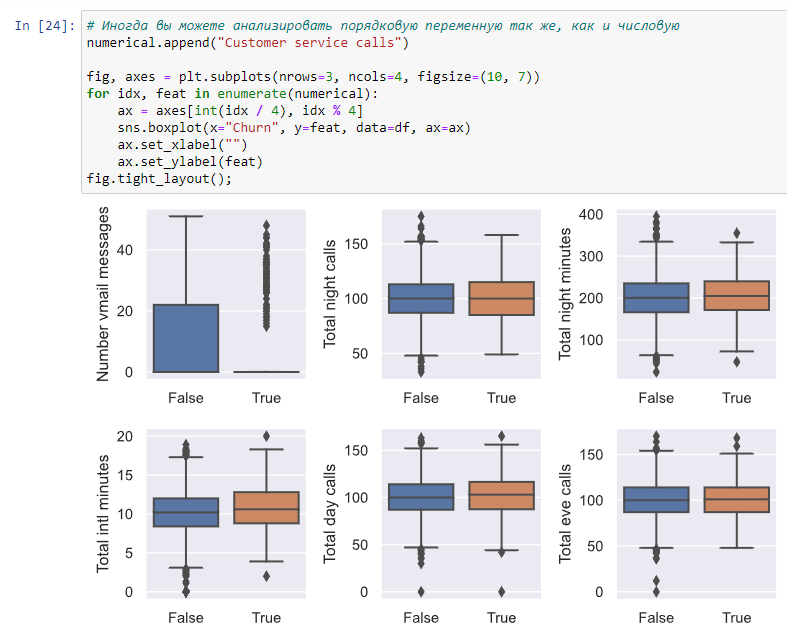 In [24]: # Иногда вы можете анализировать порядковую переменную так же, как и числовую
numerical.append("Customer service calls")
fig, axes = plt.subplots(nrows=3, ncols=4, figsize=(10, 7))
for idx, feat in enumerate(numerical):
    ax = axes[int(idx / 4), idx % 4]
    sns.boxplot(x="Churn", y=feat, data=df, ax=ax)
    ax.set_xlabel("")
    ax.set_ylabel(feat)
fig.tight_layout();
Number vmail messages
40
20
0
False True
Total night calls
150
100
50
False True
Total night minutes
400
300
200
100
False True
Total intl minutes
20
15
10
5
0
False True
Total day calls
150
100
50
0
False True
Total eve calls
150
100
50
0
False True